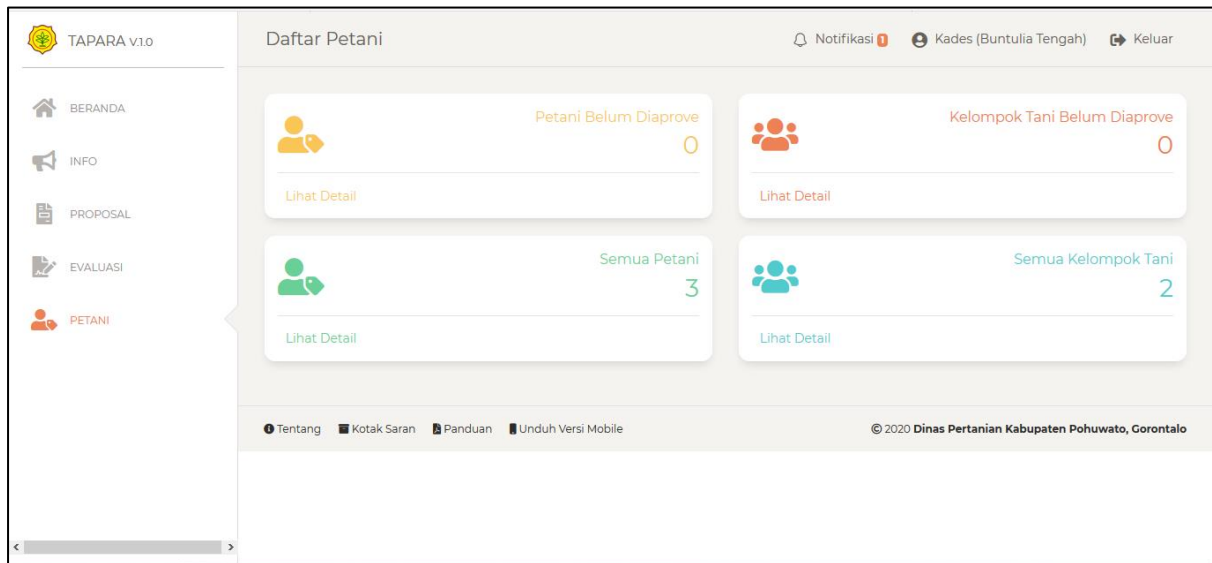 TAPARA V.1.0
Daftar Petani
Notifikasi 1
Kades (Buntulia Tengah)
Keluar
BERANDA
INFO
PROPOSAL
EVALUASI
PETANI
Petani Belum Diaprove
0
Lihat Detail
Kelompok Tani Belum Diaprove
0
Lihat Detail
Semua Petani
3
Lihat Detail
Semua Kelompok Tani
2
Lihat Detail
Tentang Kotak Saran Panduan Unduh Versi Mobile
© 2020 Dinas Pertanian Kabupaten Pohuwato, Gorontalo